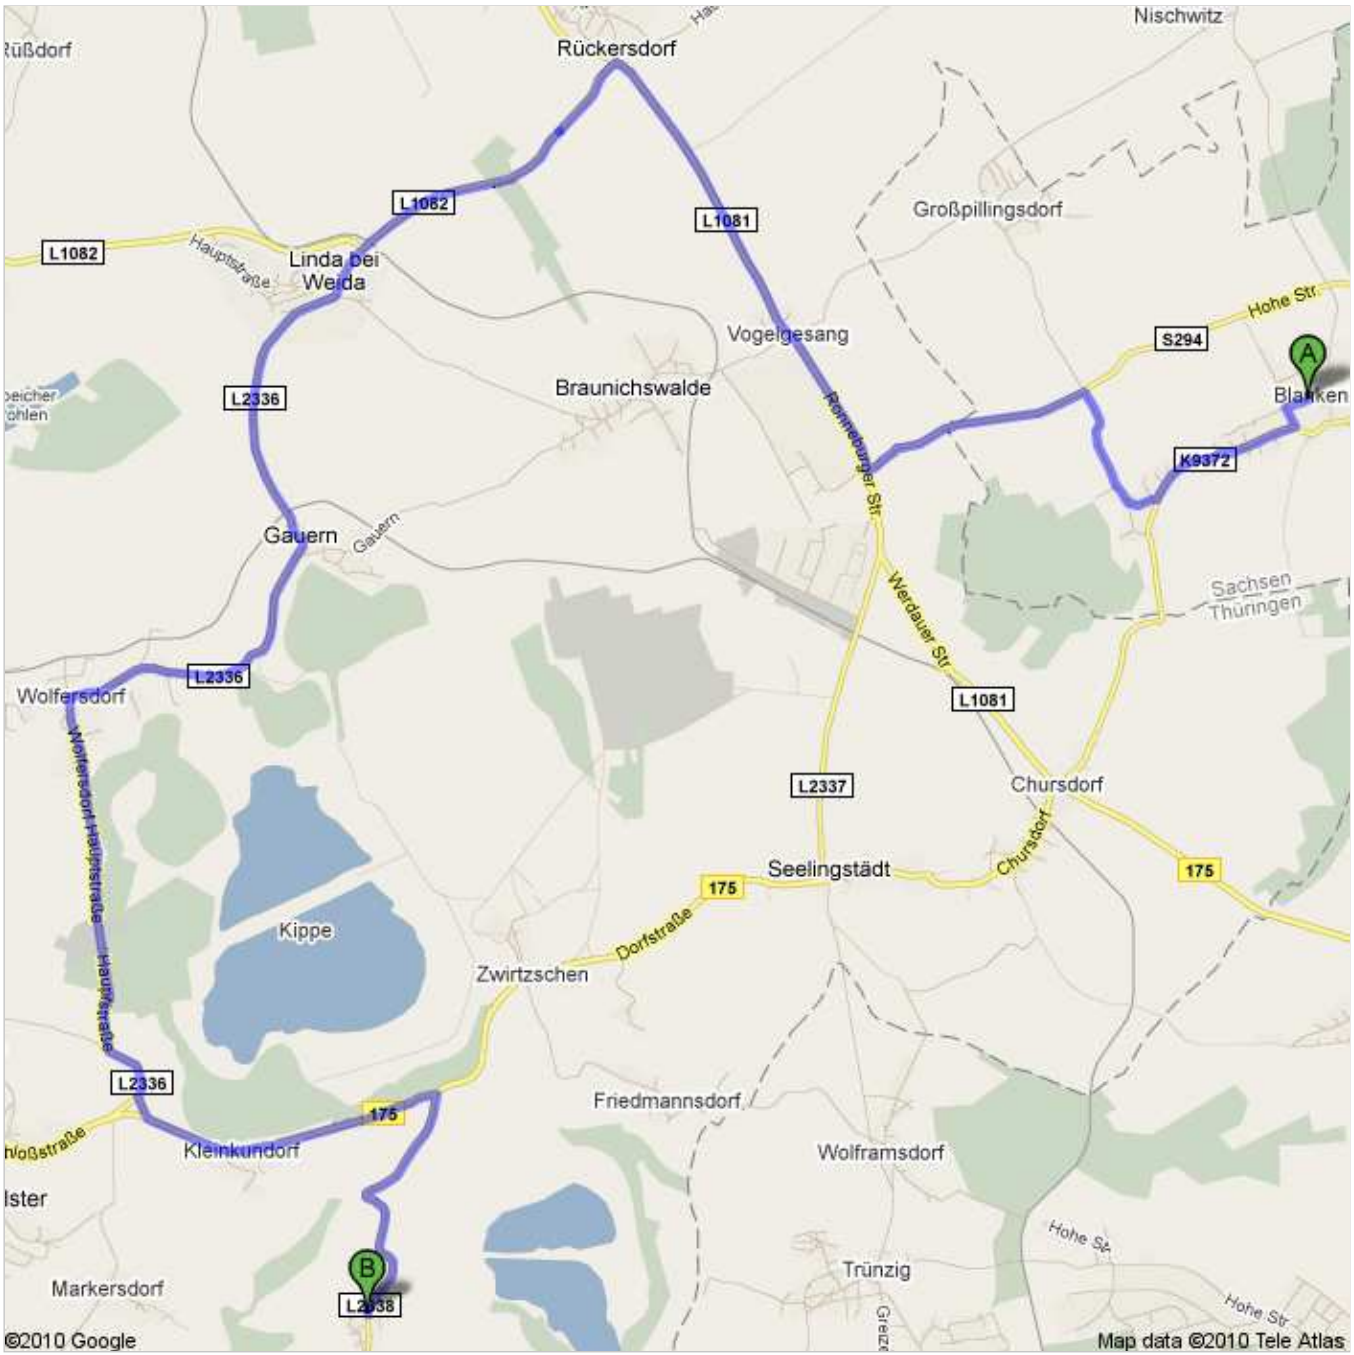 Nischwitz
Rüßdorf
Rückersdorf
L1082
L1081
Großpillingsdorf
L1082
Hauptstraße
Linda bei
Weida
Hohe Str.
Vogelgesang
S294
A
Braunichswalde
Blanken
L2336
Ronneburger Str.
K9372
Gauern
Gauern
Sachsen
Thüringen
Werdauer Str.
L2336
Wolfersdorf
L1081
Wolfersdorf Hauptstraße
L2337
Chursdorf
Chursdorf
Seelingstädt
175
175
Kippe
Dorfstraße
Zwirtzschen
Hauptstraße
L2336
175
Friedmannsdorf
Kleinkundorf
Wolframsdorf
Hohe Str.
B
Trünzig
Markersdorf
L2338
Hohe Str
©2010 Google
Map data ©2010 Tele Atlas